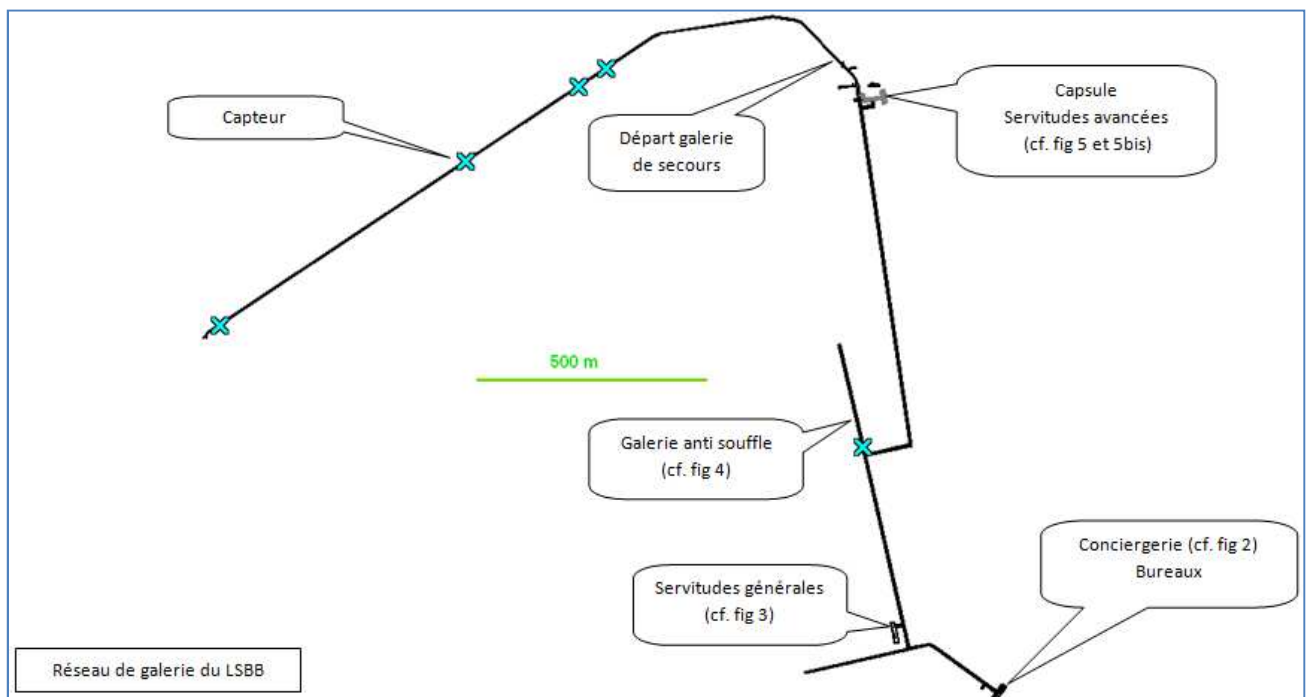 Capteur
Départ galerie
de secours
Capsule
Servitudes avancées
(cf. fig 5 et 5bis)
500 m
Galerie anti souffle
(cf. fig 4)
Servitudes générales
(cf. fig 3)
Conciergerie (cf. fig 2)
Bureaux
Réseau de galerie du LSBB